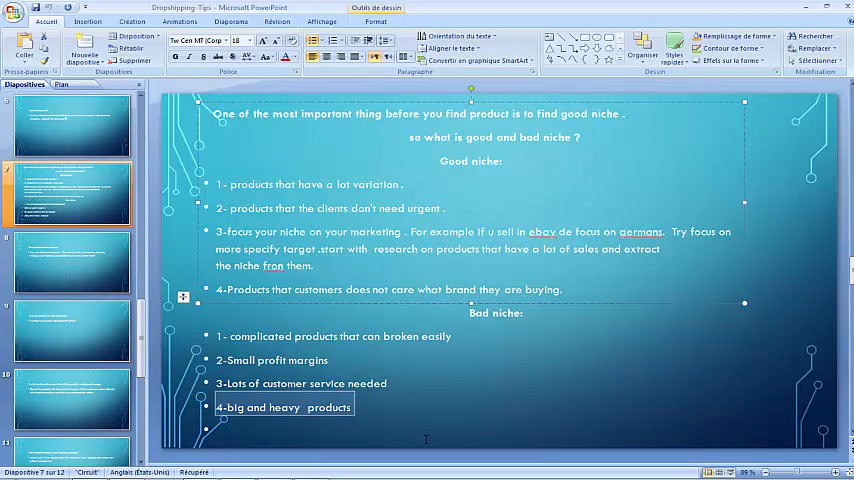 Dropshipping-Tips - Microsoft PowerPoint
Outils de dessin
Accueil Insertion Création Animations Diaporama Révision Affichage Format
Coller
Presse-papiers
Nouvelle diapositive
Disposition
Rétablir
Supprimer
Diapositives
Tw Cen MT (Corp 18
Police
Orientation du texte
Aligner le texte
Convertir en graphique SmartArt
Paragraphe
Organiser
Styles rapides
Remplissage de forme
Contour de forme
Effets sur la forme
Dessin
Rechercher
Remplacer
Sélectionner
Modification
Diapositives Plan
6
7
8
9
10
11
One of the most important thing before you find product is to find good niche .
so what is good and bad niche ?
Good niche:
1- products that have a lot variation .
2- products that the clients don't need urgent .
3-focus your niche on your marketing . For example if u sell in ebay.de focus on germans. Try focus on
more specify target .start with research on products that have a lot of sales and extract
the niche fron them.
4-Products that customers does not care what brand they are buying.
Bad niche:
1- complicated products that can broken easily
2-Small profit margins
3-Lots of customer service needed
4-big and heavy products
Diapositive 7 sur 12 "Circuit" Anglais (États-Unis) Récupéré
89 %